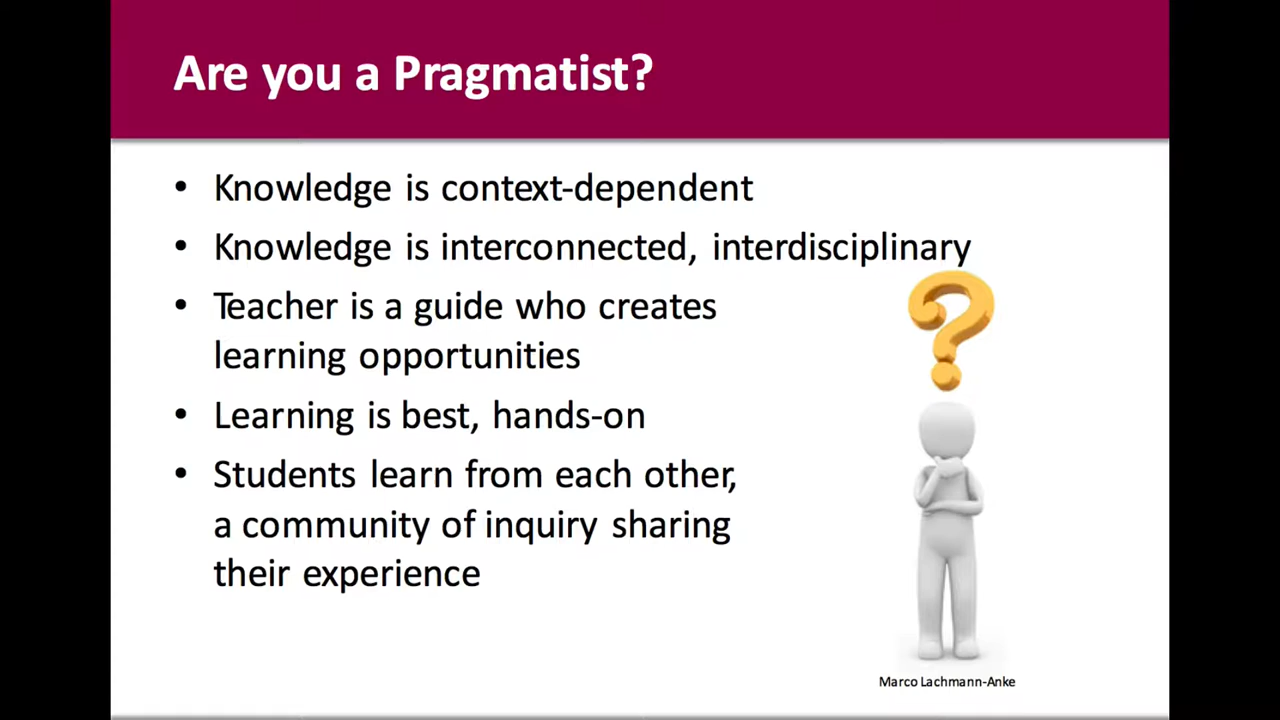 Are you a Pragmatist?
• Knowledge is context-dependent
• Knowledge is interconnected, interdisciplinary
• Teacher is a guide who creates
learning opportunities
• Learning is best, hands-on
• Students learn from each other,
a community of inquiry sharing
their experience
Marco Lachmann-Anke